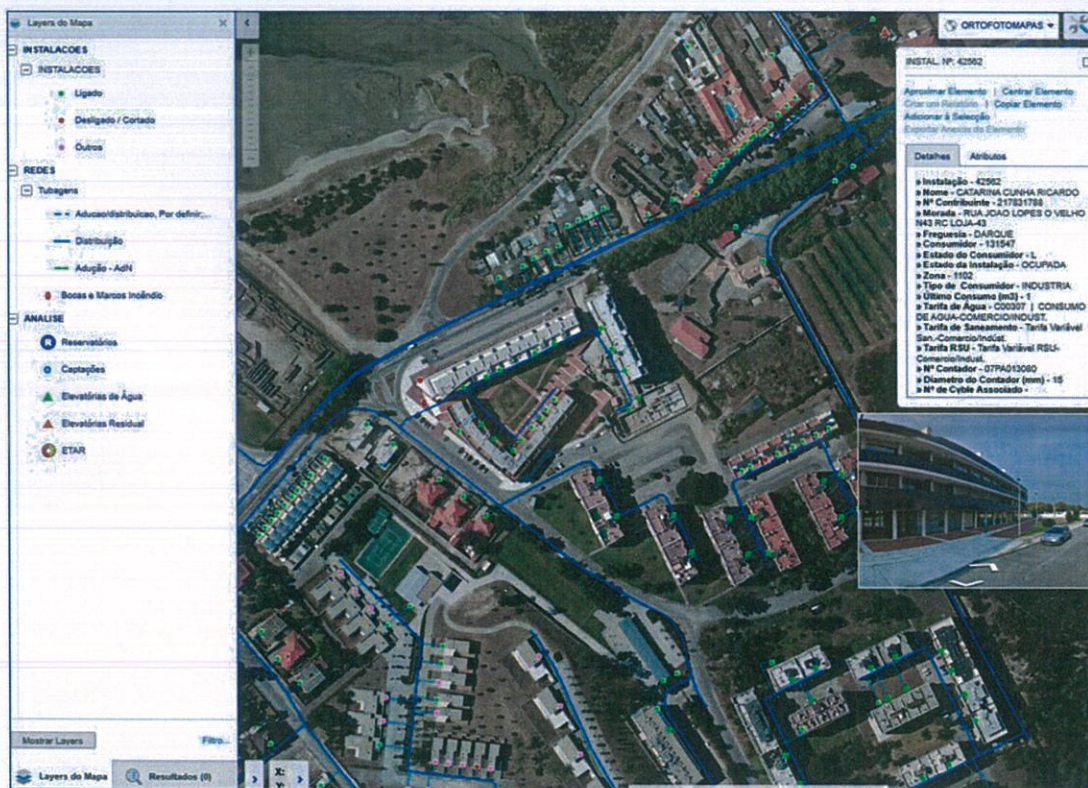 Layers do Mapa
INSTALACOES
INSTALACOES
Ligado
Desligado / Cortado
Outros
REDES
Tubagens
Aducao/distribuicao, Por definir;...
Distribuição
Adução - AdN
Bocas e Marcos Incêndio
ANALISE
R Reservatórios
Captações
Elevatórias de Água
Elevatórias Residual
ETAR
Mostrar Layers
Filtro...
Layers do Mapa
Resultados (0)
X:
Y:
ORTOFOTOMAPAS
INSTAL. Nº: 42562
Aproximar Elemento | Centrar Elemento
Criar um Relatório | Copiar Elemento
Adicionar à Selecção
Exportar Anexos do Elemento
Detalhes Atributos
» Instalação - 42562
» Nome - CATARINA CUNHA RICARDO
» Nº Contribuinte - 217831788
» Morada - RUA JOAO LOPES O VELHO
N43 RC LOJA-43
» Freguesia - DARQUE
» Consumidor - 131547
» Estado do Consumidor - L
» Estado da Instalação - OCUPADA
» Zona - 1102
» Tipo de Consumidor - INDUSTRIA
» Último Consumo (m3) - 1
» Tarifa de Água - C00307 | CONSUMO
DE AGUA-COMERCIO/INDUST.
» Tarifa de Saneamento - Tarifa Variável
San.-Comercio/Indúst.
» Tarifa RSU - Tarifa Variável RSU-
Comercio/Indust.
» Nº Contador - 07PA013080
» Diametro do Contador (mm) - 15
» Nº de Cyble Associado -